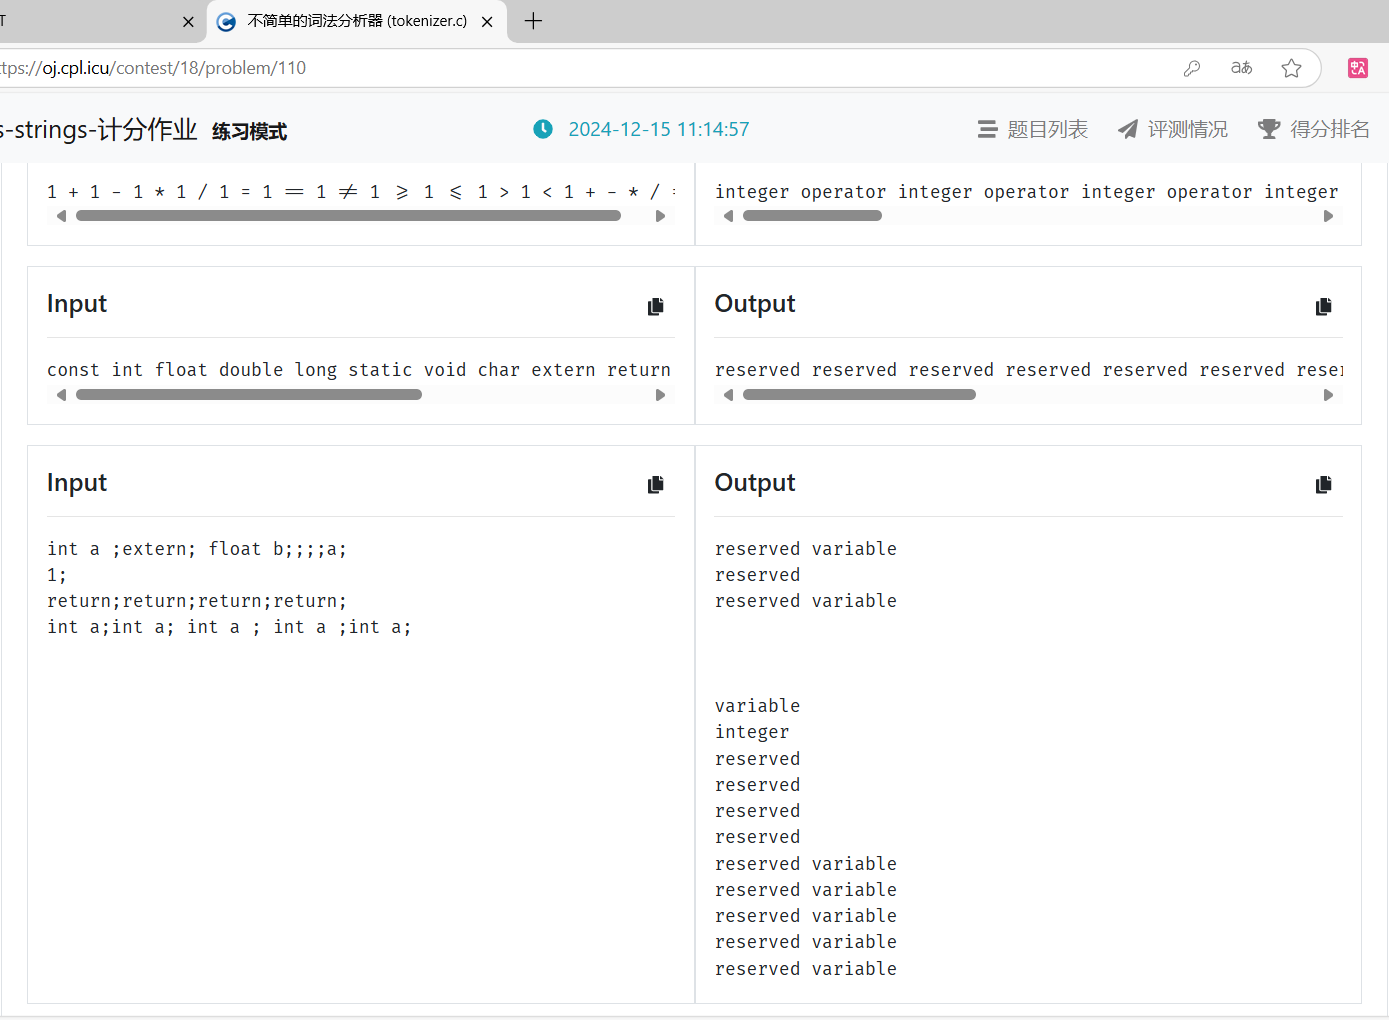 T
不简单的词法分析器 (tokenizer.c)
ttps://oj.cpl.icu/contest/18/problem/110
s-strings-计分作业 练习模式
2024-12-15 11:14:57
题目列表 评测情况 得分排名
1 + 1 - 1 * 1 / 1 = 1 == 1 != 1 >= 1 <= 1 > 1 < 1 + - * / =
integer operator integer operator integer operator integer
Input
Output
const int float double long static void char extern return
reserved reserved reserved reserved reserved reserved reser
Input
Output
int a ;extern; float b;;;;a;
1;
return;return;return;return;
int a;int a; int a ; int a ;int a;
reserved variable
reserved
reserved variable
variable
integer
reserved
reserved
reserved
reserved
reserved variable
reserved variable
reserved variable
reserved variable
reserved variable